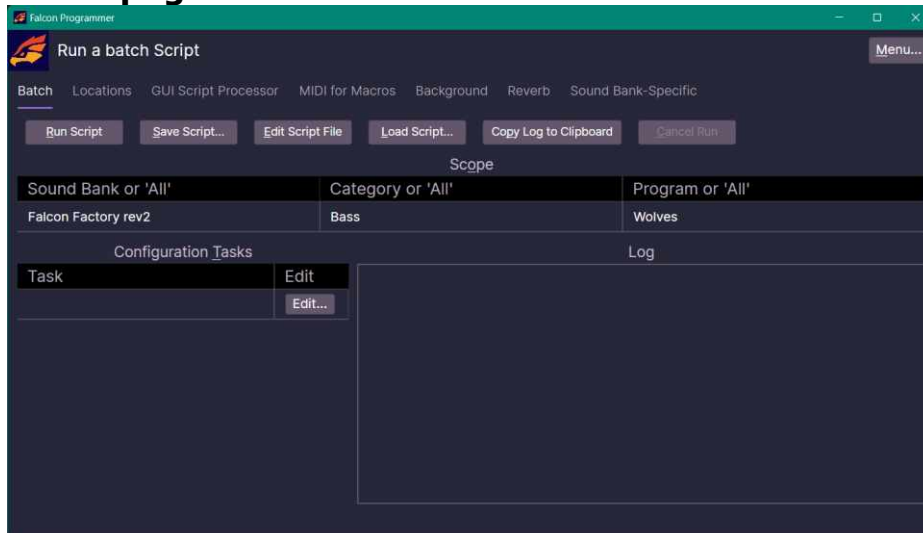 Falcon Programmer
Run a batch Script
Menu...
Batch Locations GUI Script Processor MIDI for Macros Background Reverb Sound Bank-Specific
Run Script Save Script... Edit Script File Load Script... Copy Log to Clipboard Cancel Run
Scope
Sound Bank or 'All' Category or 'All' Program or 'All'
Falcon Factory rev2 Bass Wolves
Configuration Tasks Log
Task Edit
Edit...